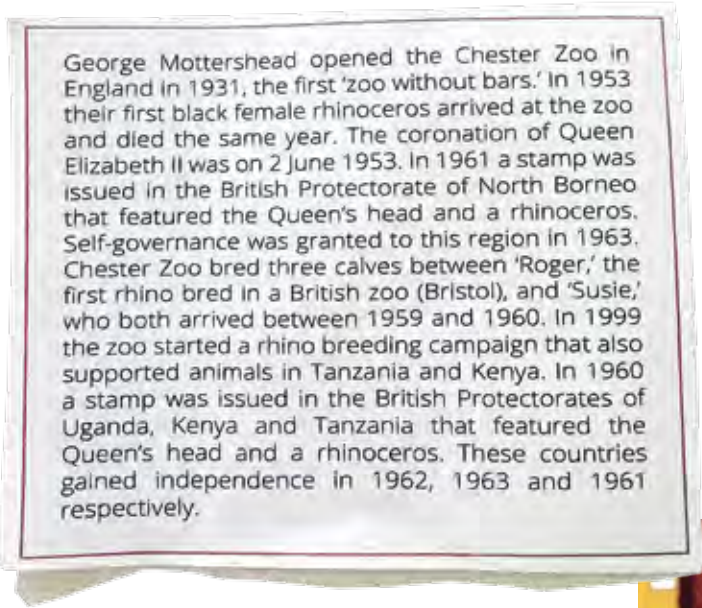 George Mottershead opened the Chester Zoo in
England in 1931, the first ‘zoo without bars.’ In 1953
their first black female rhinoceros arrived at the zoo
and died the same year. The coronation of Queen
Elizabeth II was on 2 June 1953. In 1961 a stamp was
issued in the British Protectorate of North Borneo
that featured the Queen’s head and a rhinoceros.
Self-governance was granted to this region in 1963.
Chester Zoo bred three calves between ‘Roger,’ the
first rhino bred in a British zoo (Bristol), and ‘Susie,’
who both arrived between 1959 and 1960. In 1999
the zoo started a rhino breeding campaign that also
supported animals in Tanzania and Kenya. In 1960
a stamp was issued in the British Protectorates of
Uganda, Kenya and Tanzania that featured the
Queen’s head and a rhinoceros. These countries
gained independence in 1962, 1963 and 1961
respectively.